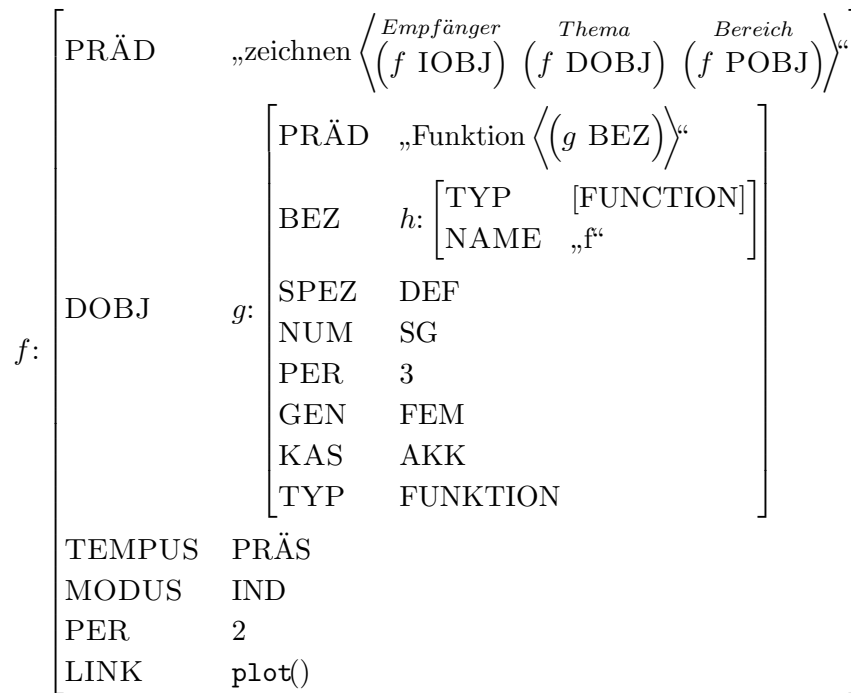 Empfänger Thema Bereich
PRÄD „zeichnen ⟨(f IOBJ) (f DOBJ) (f POBJ)⟩“
PRÄD „Funktion ⟨(g BEZ)⟩“
TYP [FUNCTION]
BEZ h:
NAME „f“
SPEZ DEF
DOBJ g:
NUM SG
f:
PER 3
GEN FEM
KAS AKK
TYP FUNKTION
TEMPUS PRÄS
MODUS IND
PER 2
LINK plot()